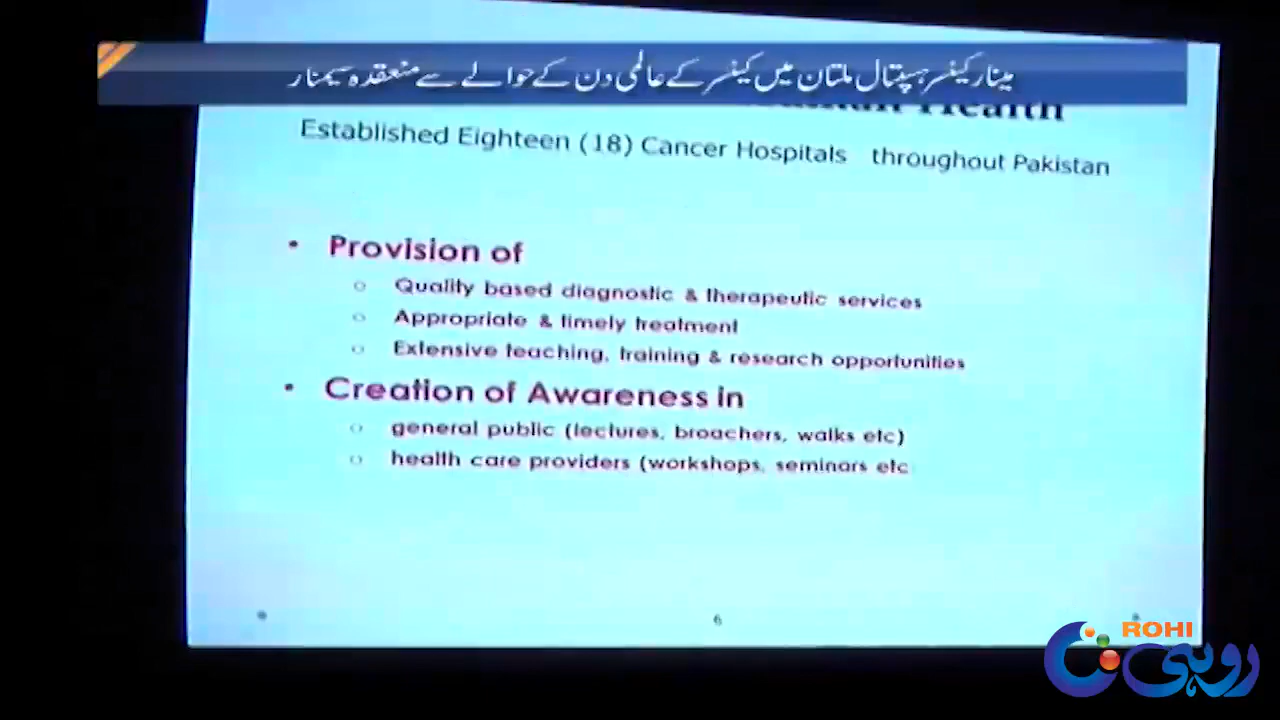 مینار کینسر ہسپتال ملتان میں کینسر کے عالمی دن کے حوالے سے منعقدہ سیمنار
Health
Established Eighteen (18) Cancer Hospitals throughout Pakistan
• Provision of
o Quality based diagnostic & therapeutic services
o Appropriate & timely treatment
o Extensive teaching, training & research opportunities
• Creation of Awareness in
o general public (lectures, broachers, walks etc)
o health care providers (workshops, seminars etc
6
ROHI
روہی